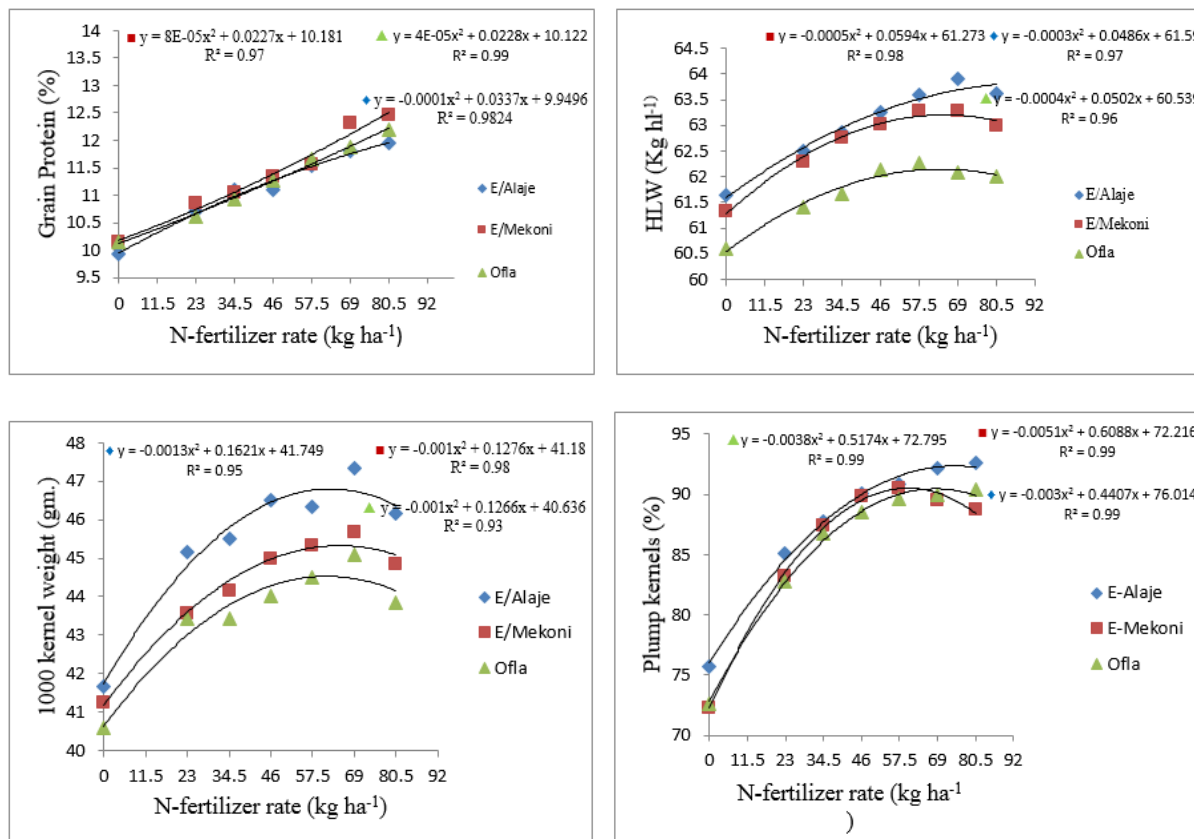 y = 8E-05x² + 0.0227x + 10.181
R² = 0.97
y = 4E-05x² + 0.0228x + 10.122
R² = 0.99
y = -0.0001x² + 0.0337x + 9.9496
R² = 0.9824
Grain Protein (%)
14
13.5
13
12.5
12
11.5
11
10.5
10
9.5
0 11.5 23 34.5 46 57.5 69 80.5 92
N-fertilizer rate (kg ha⁻¹)
E/Alaje
E/Mekoni
Ofla
y = -0.0005x² + 0.0594x + 61.273
R² = 0.98
y = -0.0003x² + 0.0486x + 61.59
R² = 0.97
y = -0.0004x² + 0.0502x + 60.539
R² = 0.96
HLW (Kg hl⁻¹)
64.5
64
63.5
63
62.5
62
61.5
61
60.5
60
0 11.5 23 34.5 46 57.5 69 80.5 92
N-fertilizer rate (kg ha⁻¹)
E/Alaje
E/Mekoni
Ofla
y = -0.0013x² + 0.1621x + 41.749
R² = 0.95
y = -0.001x² + 0.1276x + 41.18
R² = 0.98
y = -0.001x² + 0.1266x + 40.636
R² = 0.93
1000 kernel weight (gm.)
48
47
46
45
44
43
42
41
40
0 11.5 23 34.5 46 57.5 69 80.5 92
N-fertilizer rate (kg ha⁻¹)
E/Alaje
E/Mekoni
Ofla
y = -0.0038x² + 0.5174x + 72.795
R² = 0.99
y = -0.0051x² + 0.6088x + 72.216
R² = 0.99
y = -0.003x² + 0.4407x + 76.014
R² = 0.99
Plump kernels (%)
95
90
85
80
75
70
0 11.5 23 34.5 46 57.5 69 80.5 92
N-fertilizer rate (kg ha⁻¹
)
E-Alaje
E-Mekoni
Ofla